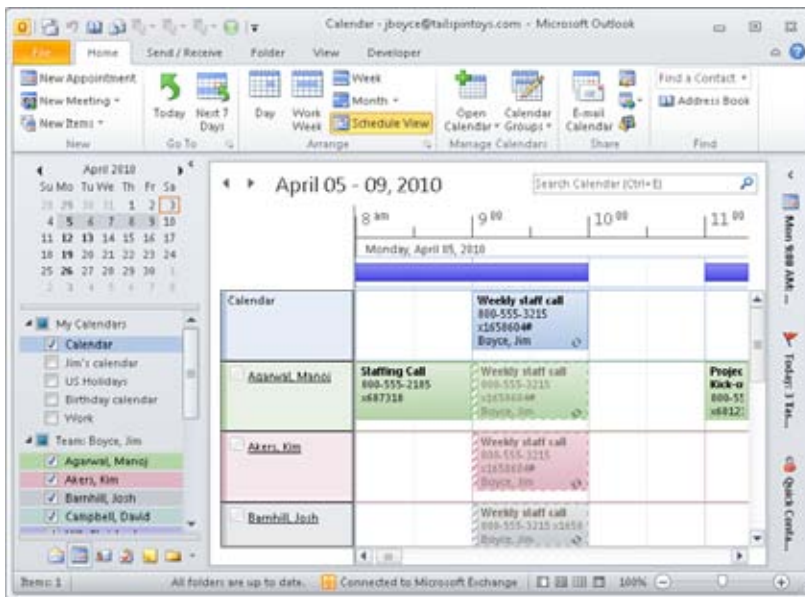 Calendar - jboyce@tailspintoys.com - Microsoft Outlook
File Home Send / Receive Folder View Developer
New Appointment
New Meeting
New Items
New
Today
Next 7 Days
Go To
Day
Work Week
Week
Month
Schedule View
Arrange
Open Calendar
Calendar Groups
Manage Calendars
E-mail Calendar
Share
Find a Contact
Address Book
Find
April 2010
Su Mo Tu We Th Fr Sa
28 29 30 31 1 2 3
4 5 6 7 8 9 10
11 12 13 14 15 16 17
18 19 20 21 22 23 24
25 26 27 28 29 30 1
2 3 4 5 6 7 8
My Calendars
Calendar
Jim's calendar
US Holidays
Birthday calendar
Work
Team: Boyce, Jim
Agarwal, Manoj
Akers, Kim
Barnhill, Josh
Campbell, David
April 05 - 09, 2010
Search Calendar (Ctrl+E)
8 am 9 00 10 00 11 00
Monday, April 05, 2010
Calendar
Weekly staff call
800-555-3215
x1658604#
Boyce, Jim
Agarwal, Manoj
Staffing Call
800-555-2185
x687318
Weekly staff call
800-555-3215
x1658604#
Boyce, Jim
Projec
Kick-o
800-55
Akers, Kim
Weekly staff call
800-555-3215
x1658604#
Boyce, Jim
Barnhill, Josh
Weekly staff call
800-555-3215 x1658
Boyce, Jim
Mon 9:00 AM: ...
Today: 3 Tas...
Quick Conta...
Items: 1
All folders are up to date.
Connected to Microsoft Exchange
100%